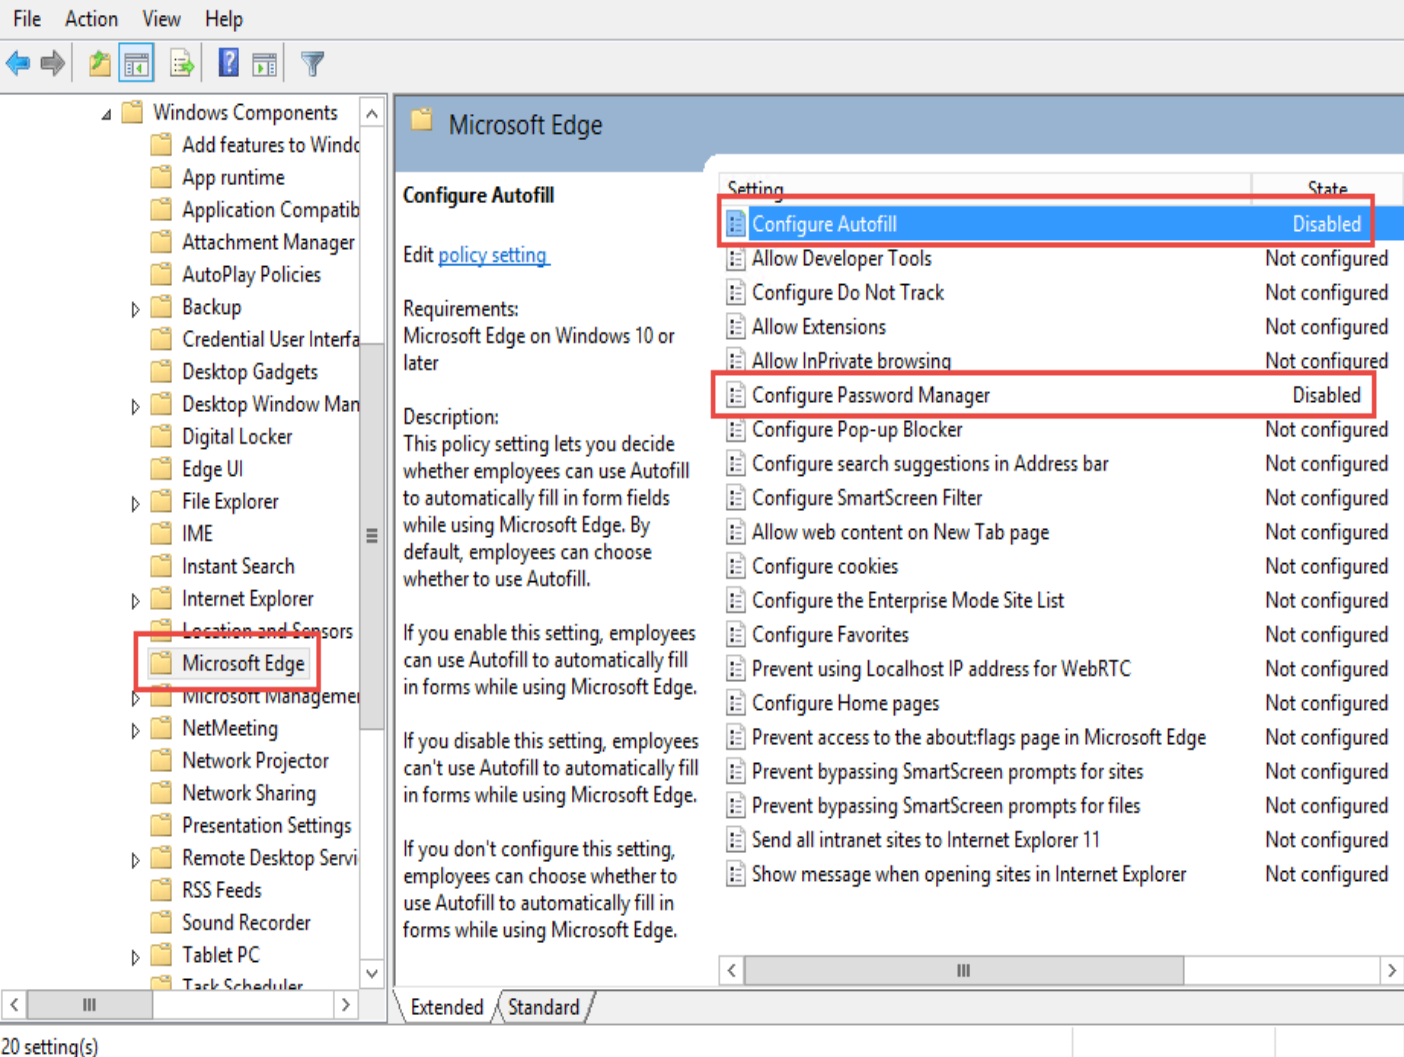 File Action View Help
Windows Components
Add features to Windo
App runtime
Application Compatib
Attachment Manager
AutoPlay Policies
Backup
Credential User Interfa
Desktop Gadgets
Desktop Window Man
Digital Locker
Edge UI
File Explorer
IME
Instant Search
Internet Explorer
Location and Sensors
Microsoft Edge
Microsoft Managemen
NetMeeting
Network Projector
Network Sharing
Presentation Settings
Remote Desktop Servi
RSS Feeds
Sound Recorder
Tablet PC
Task Scheduler
Microsoft Edge
Configure Autofill
Edit policy setting
Requirements:
Microsoft Edge on Windows 10 or
later
Description:
This policy setting lets you decide
whether employees can use Autofill
to automatically fill in form fields
while using Microsoft Edge. By
default, employees can choose
whether to use Autofill.
If you enable this setting, employees
can use Autofill to automatically fill
in forms while using Microsoft Edge.
If you disable this setting, employees
can't use Autofill to automatically fill
in forms while using Microsoft Edge.
If you don't configure this setting,
employees can choose whether to
use Autofill to automatically fill in
forms while using Microsoft Edge.
Setting State
Configure Autofill Disabled
Allow Developer Tools Not configured
Configure Do Not Track Not configured
Allow Extensions Not configured
Allow InPrivate browsing Not configured
Configure Password Manager Disabled
Configure Pop-up Blocker Not configured
Configure search suggestions in Address bar Not configured
Configure SmartScreen Filter Not configured
Allow web content on New Tab page Not configured
Configure cookies Not configured
Configure the Enterprise Mode Site List Not configured
Configure Favorites Not configured
Prevent using Localhost IP address for WebRTC Not configured
Configure Home pages Not configured
Prevent access to the about:flags page in Microsoft Edge Not configured
Prevent bypassing SmartScreen prompts for sites Not configured
Prevent bypassing SmartScreen prompts for files Not configured
Send all intranet sites to Internet Explorer 11 Not configured
Show message when opening sites in Internet Explorer Not configured
Extended Standard
20 setting(s)